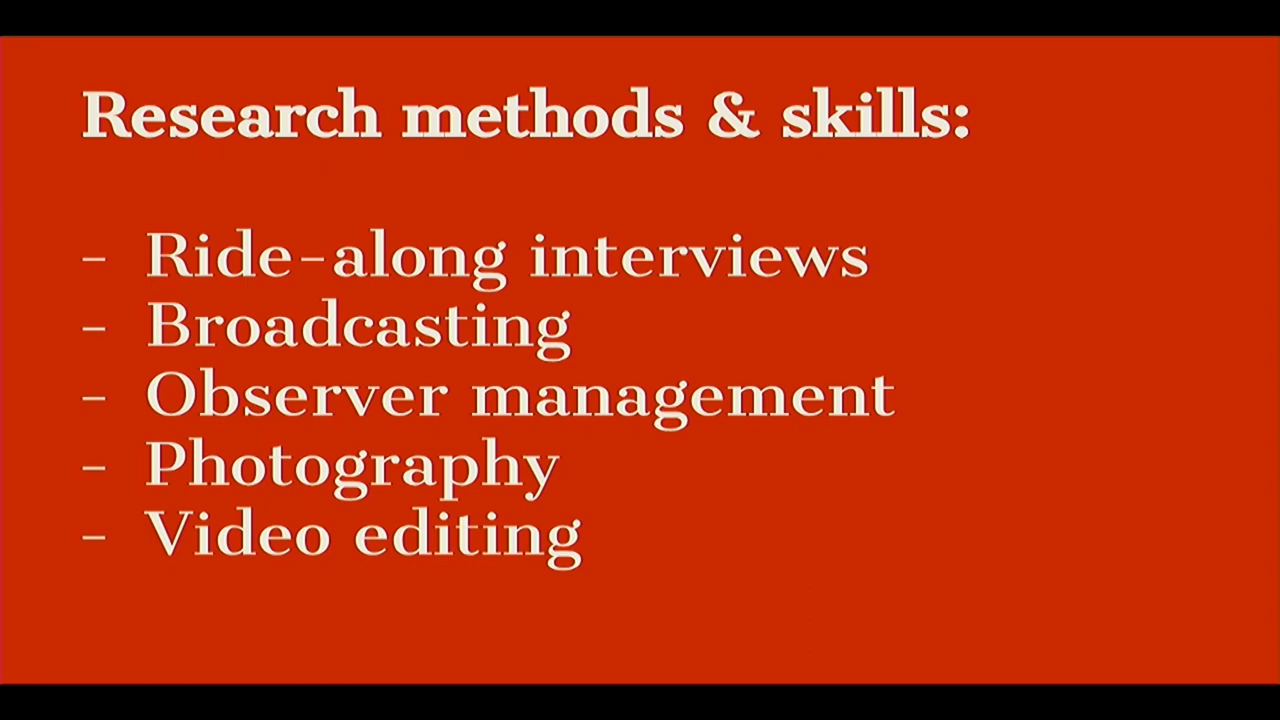 Research methods & skills:
- Ride-along interviews
- Broadcasting
- Observer management
- Photography
- Video editing